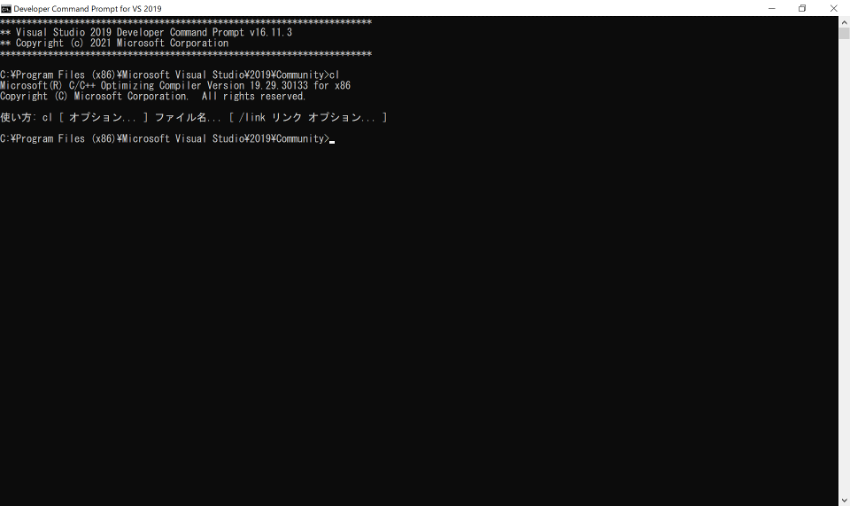 Developer Command Prompt for VS 2019
**********************************************************************
** Visual Studio 2019 Developer Command Prompt v16.11.3
** Copyright (c) 2021 Microsoft Corporation
**********************************************************************
C:¥Program Files (x86)¥Microsoft Visual Studio¥2019¥Community>cl
Microsoft(R) C/C++ Optimizing Compiler Version 19.29.30133 for x86
Copyright (C) Microsoft Corporation.  All rights reserved.
使い方: cl [ オプション... ] ファイル名... [ /link リンク オプション... ]
C:¥Program Files (x86)¥Microsoft Visual Studio¥2019¥Community>